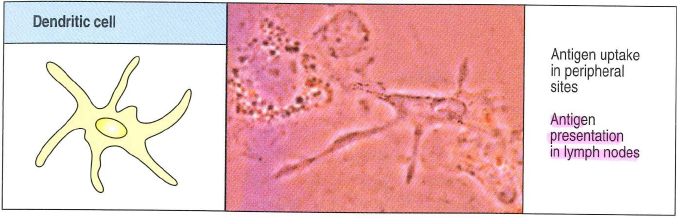 Dendritic cell
Antigen uptake
in peripheral
sites
Antigen
presentation
in lymph nodes